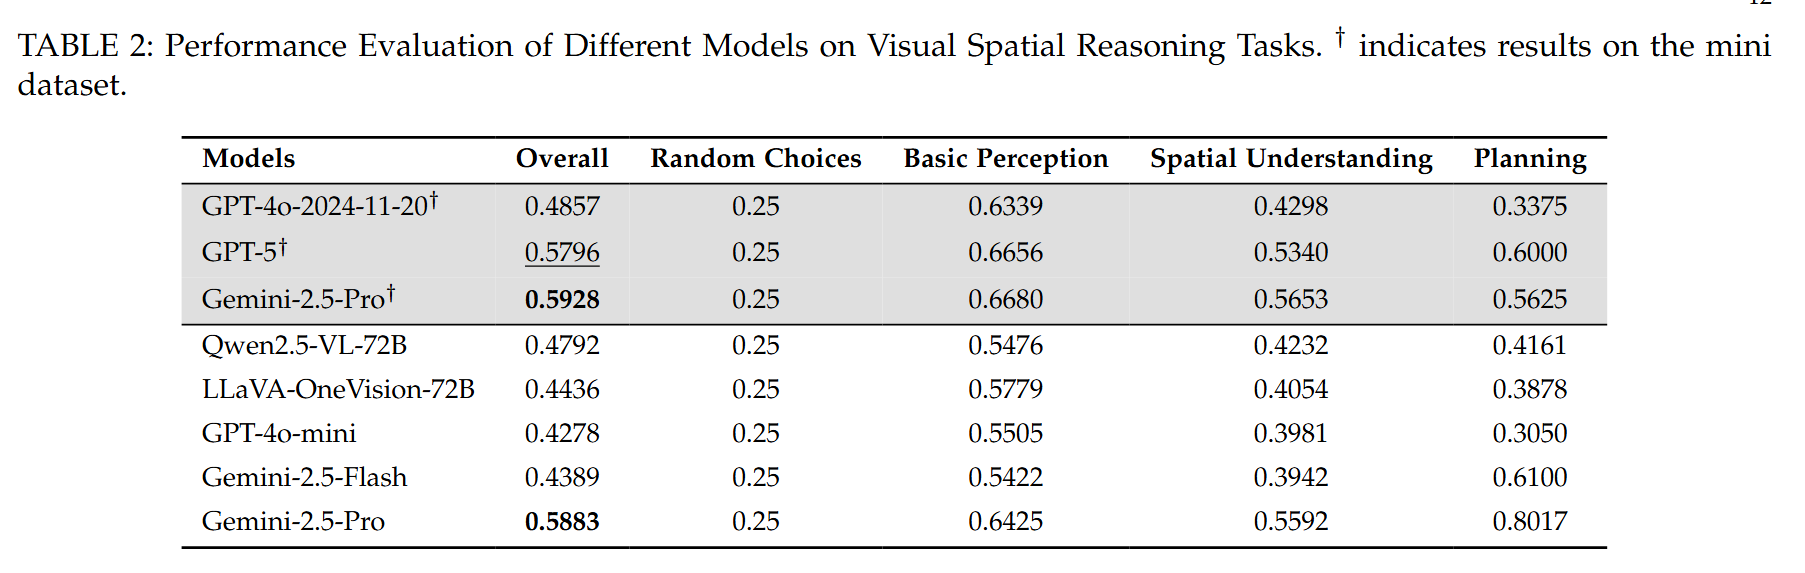 TABLE 2: Performance Evaluation of Different Models on Visual Spatial Reasoning Tasks. † indicates results on the mini
dataset.
Models Overall Random Choices Basic Perception Spatial Understanding Planning
GPT-4o-2024-11-20† 0.4857 0.25 0.6339 0.4298 0.3375
GPT-5† 0.5796 0.25 0.6656 0.5340 0.6000
Gemini-2.5-Pro† 0.5928 0.25 0.6680 0.5653 0.5625
Qwen2.5-VL-72B 0.4792 0.25 0.5476 0.4232 0.4161
LLaVA-OneVision-72B 0.4436 0.25 0.5779 0.4054 0.3878
GPT-4o-mini 0.4278 0.25 0.5505 0.3981 0.3050
Gemini-2.5-Flash 0.4389 0.25 0.5422 0.3942 0.6100
Gemini-2.5-Pro 0.5883 0.25 0.6425 0.5592 0.8017